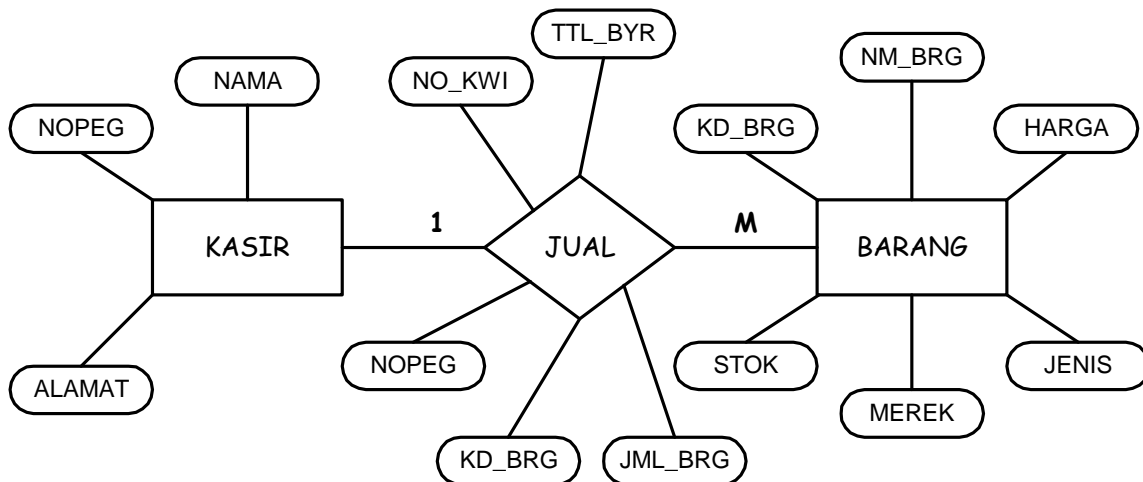 TTL_BYR
NAMA
NO_KWI
NM_BRG
NOPEG
KD_BRG
HARGA
1
M
KASIR
JUAL
BARANG
NOPEG
STOK
JENIS
ALAMAT
MEREK
KD_BRG
JML_BRG